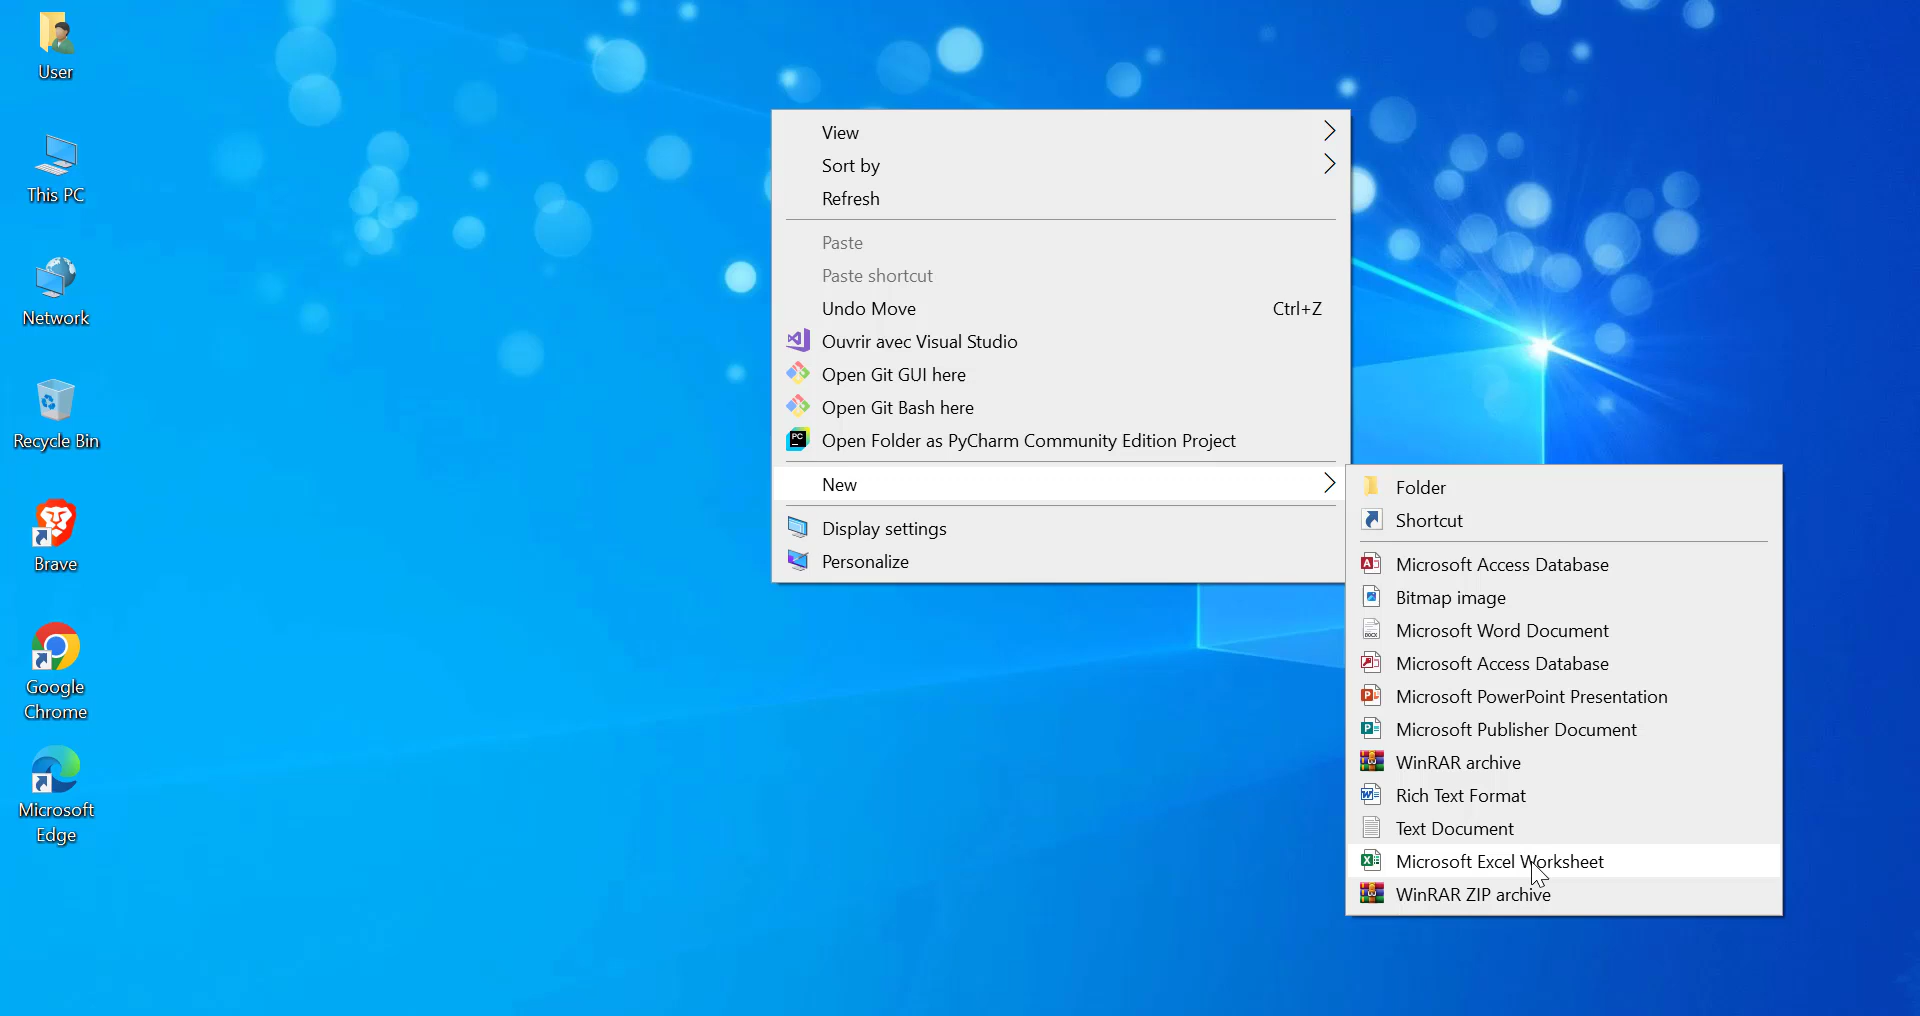 User
This PC
Network
Recycle Bin
Brave
Google
Chrome
Microsoft
Edge
View
Sort by
Refresh
Paste
Paste shortcut
Undo Move Ctrl+Z
Ouvrir avec Visual Studio
Open Git GUI here
Open Git Bash here
Open Folder as PyCharm Community Edition Project
New
Display settings
Personalize
Folder
Shortcut
Microsoft Access Database
Bitmap image
Microsoft Word Document
Microsoft Access Database
Microsoft PowerPoint Presentation
Microsoft Publisher Document
WinRAR archive
Rich Text Format
Text Document
Microsoft Excel Worksheet
WinRAR ZIP archive